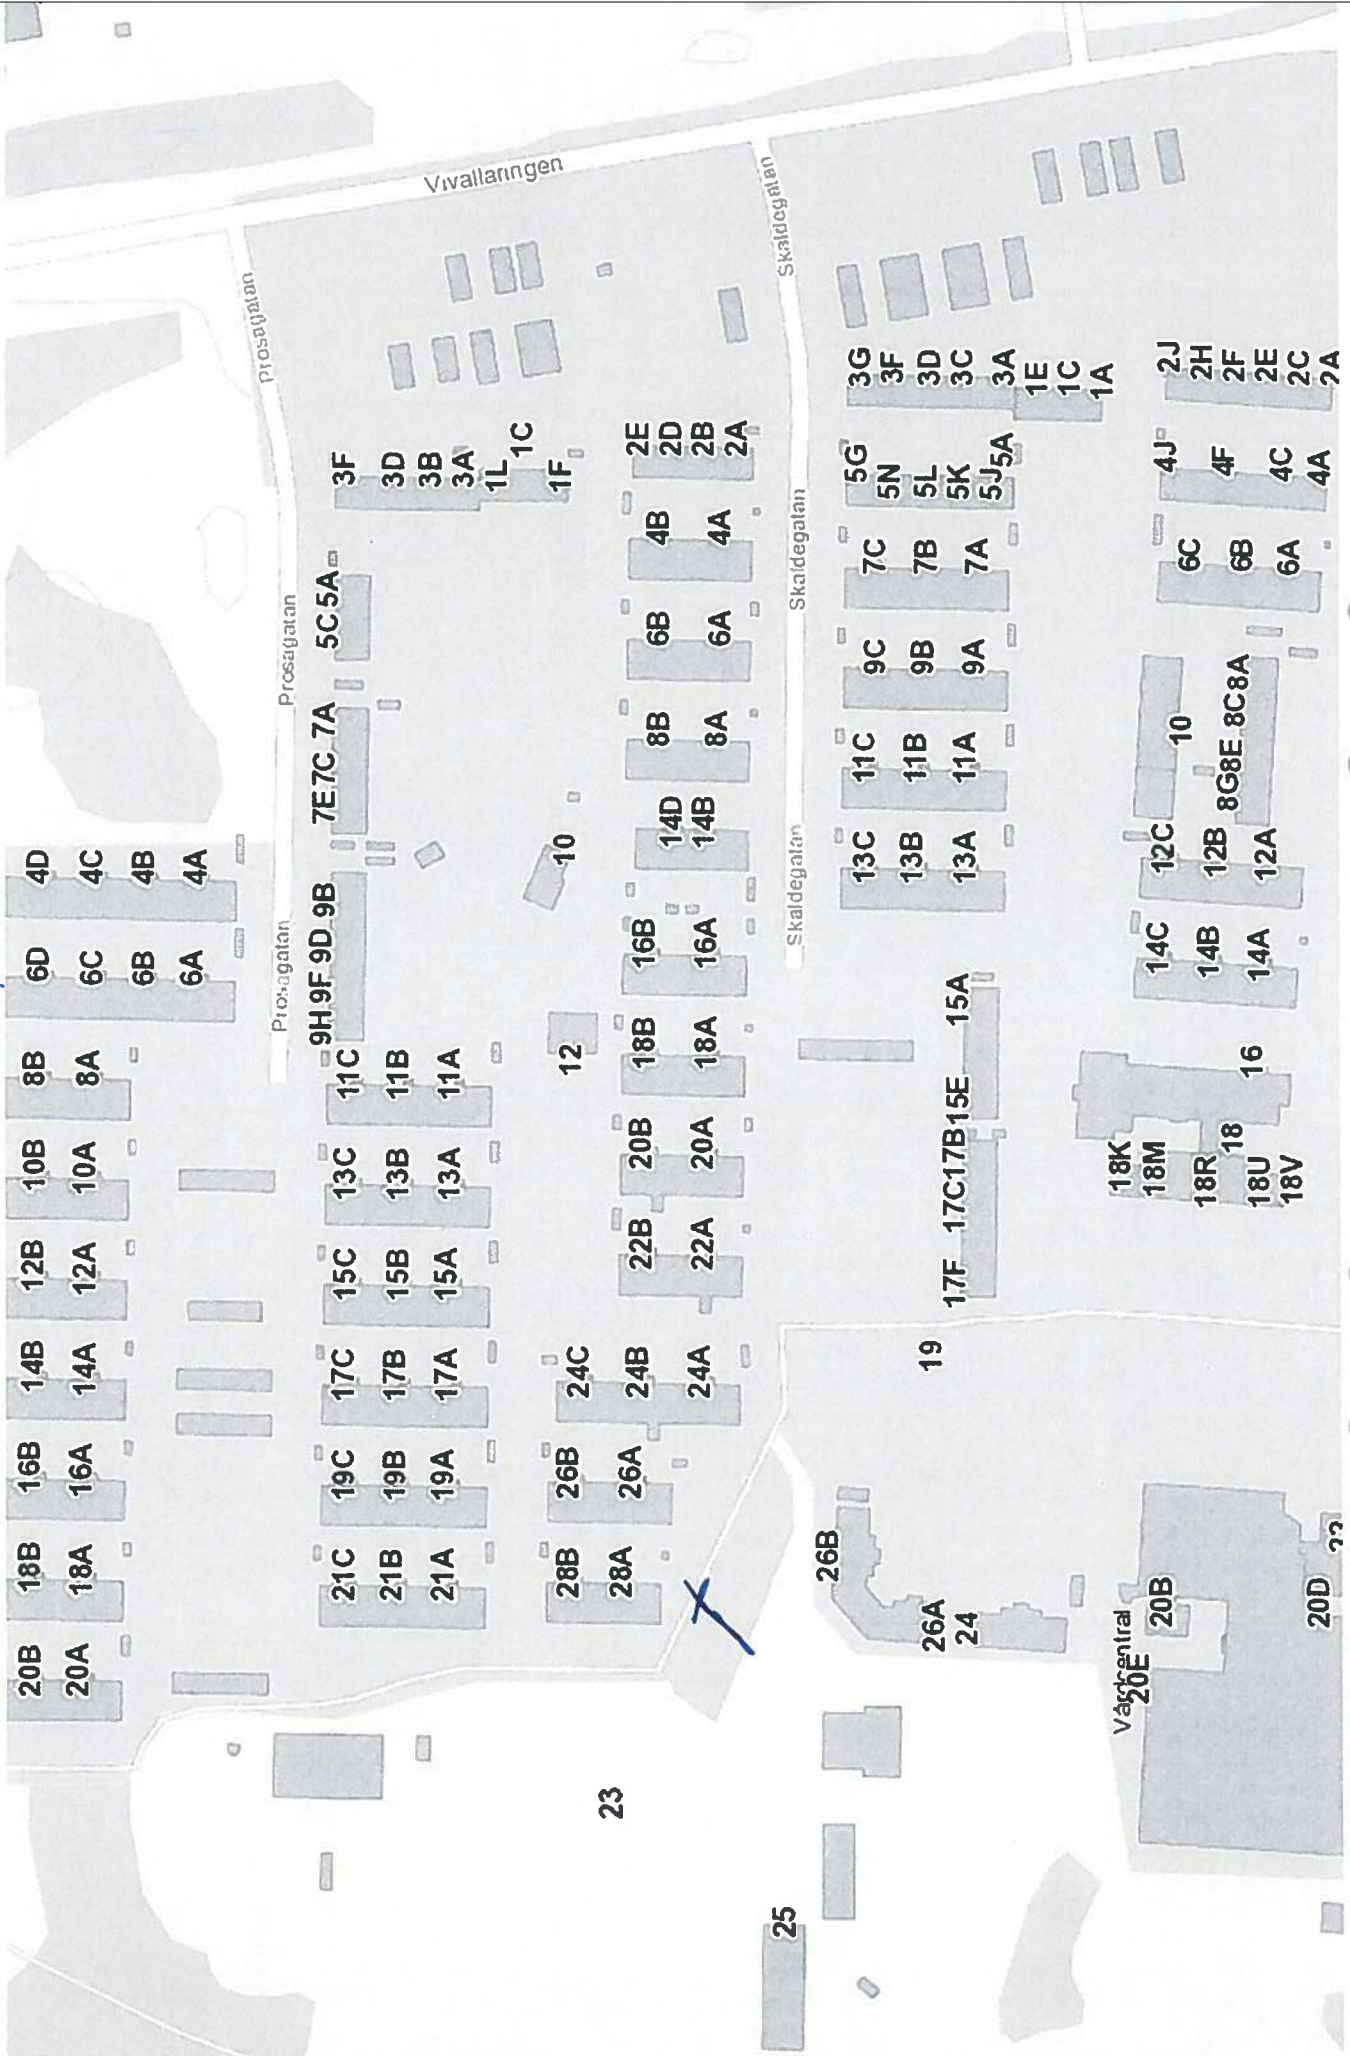 Vivallaringen
Prosagatan
Prosagatan
Prosagatan
Skaldegatan
Skaldegatan
Skaldegatan
20B
20A
18B
18A
16B
16A
14B
14A
12B
12A
10B
10A
8B
8A
6D
6C
6B
6A
4D
4C
4B
4A
21C
21B
21A
19C
19B
19A
17C
17B
17A
15C
15B
15A
13C
13B
13A
11C
11B
11A
9H 9F 9D 9B
7E 7C 7A
5C 5A
3F
3D
3B
3A
1L
1C
1F
28B
28A
26B
26A
24C
24B
24A
22B
22A
20B
20A
18B
18A
16B
16A
14D
14B
12
10
8B
8A
6B
6A
4B
4A
2E
2D
2B
2A
23
25
26B
26A
24
19
17F 17C 17B 15E 15A
13C
13B
13A
11C
11B
11A
9C
9B
9A
7C
7B
7A
5G
5N
5L
5K
5J
5A
3G
3F
3D
3C
3A
1E
1C
1A
Vårdcentral
20E
20B
20D
18K
18M
18R
18
18U
18V
16
14C
14B
14A
12C
12B
12A
10
8G 8E 8C 8A
6C
6B
6A
4J
4F
4C
4A
2J
2H
2F
2E
2C
2A